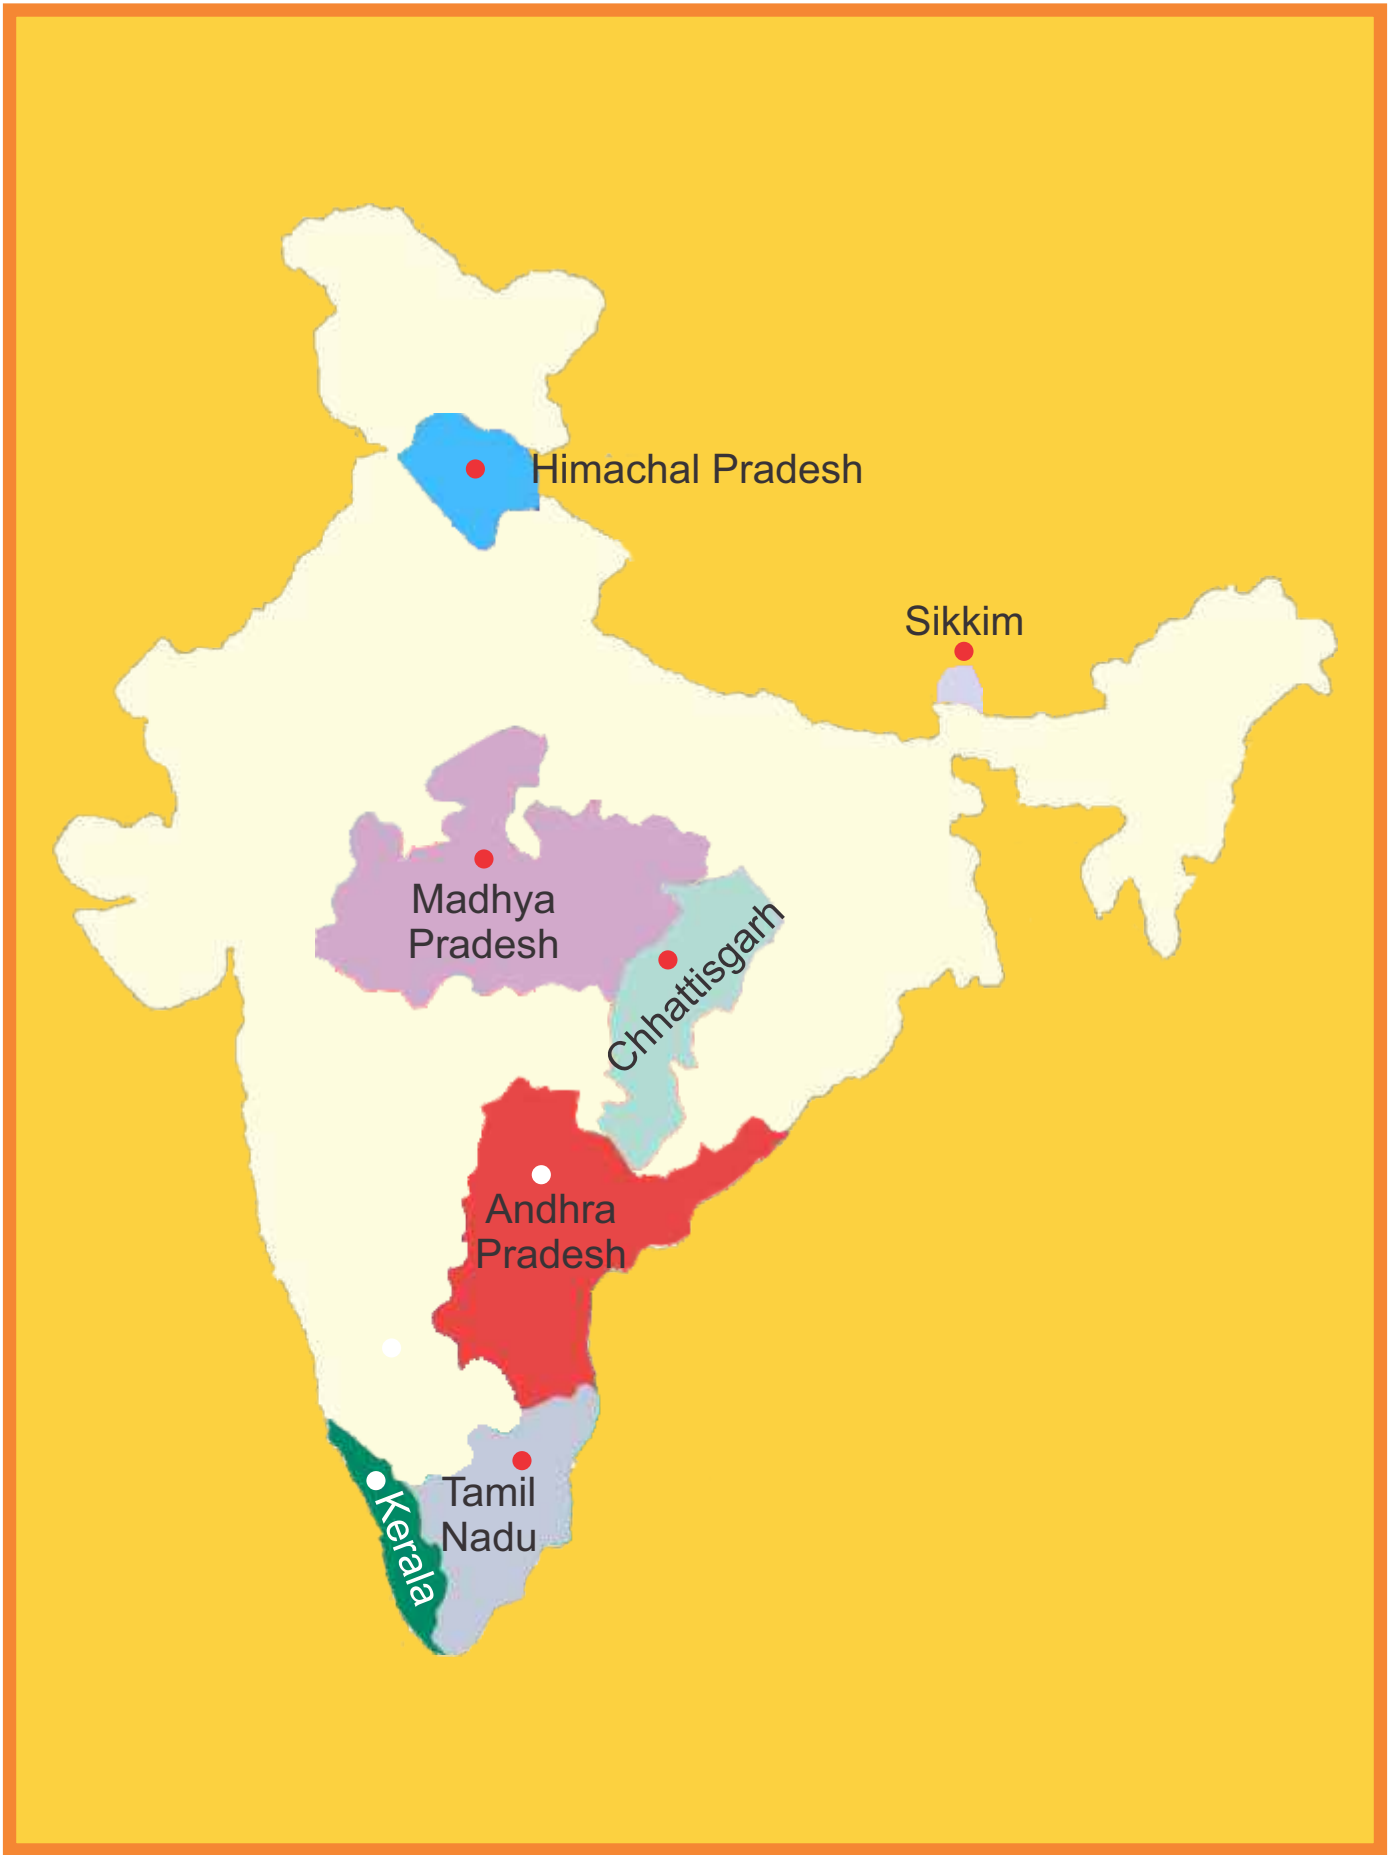 Himachal Pradesh
Sikkim
Madhya
Pradesh
Chhattisgarh
Andhra
Pradesh
Tamil
Nadu
Kerala